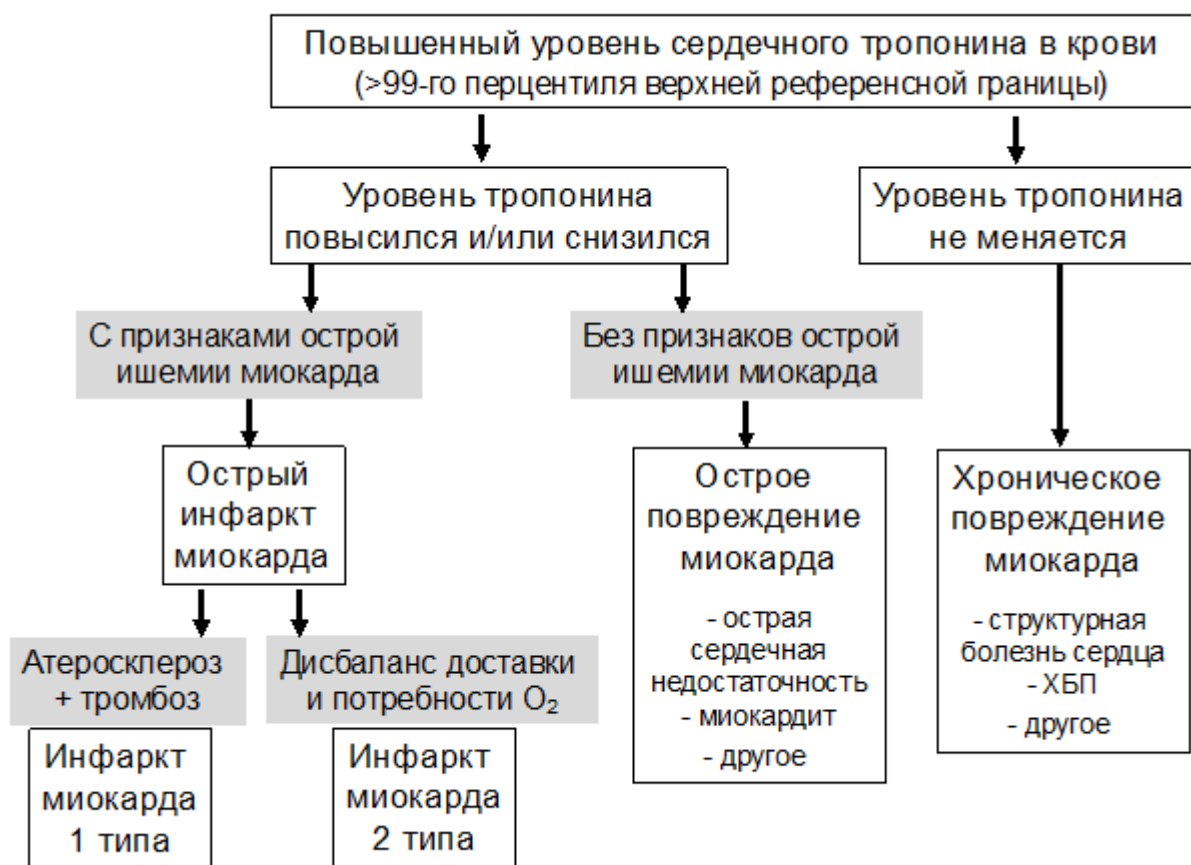 Повышенный уровень сердечного тропонина в крови
(>99-го перцентиля верхней референсной границы)
Уровень тропонина
повысился и/или снизился
Уровень тропонина
не меняется
С признаками острой
ишемии миокарда
Без признаков острой
ишемии миокарда
Острый
инфаркт
миокарда
Острое
повреждение
миокарда
- острая
сердечная
недостаточность
- миокардит
- другое
Хроническое
повреждение
миокарда
- структурная
болезнь сердца
- ХБП
- другое
Атеросклероз
+ тромбоз
Дисбаланс доставки
и потребности O₂
Инфаркт
миокарда
1 типа
Инфаркт
миокарда
2 типа